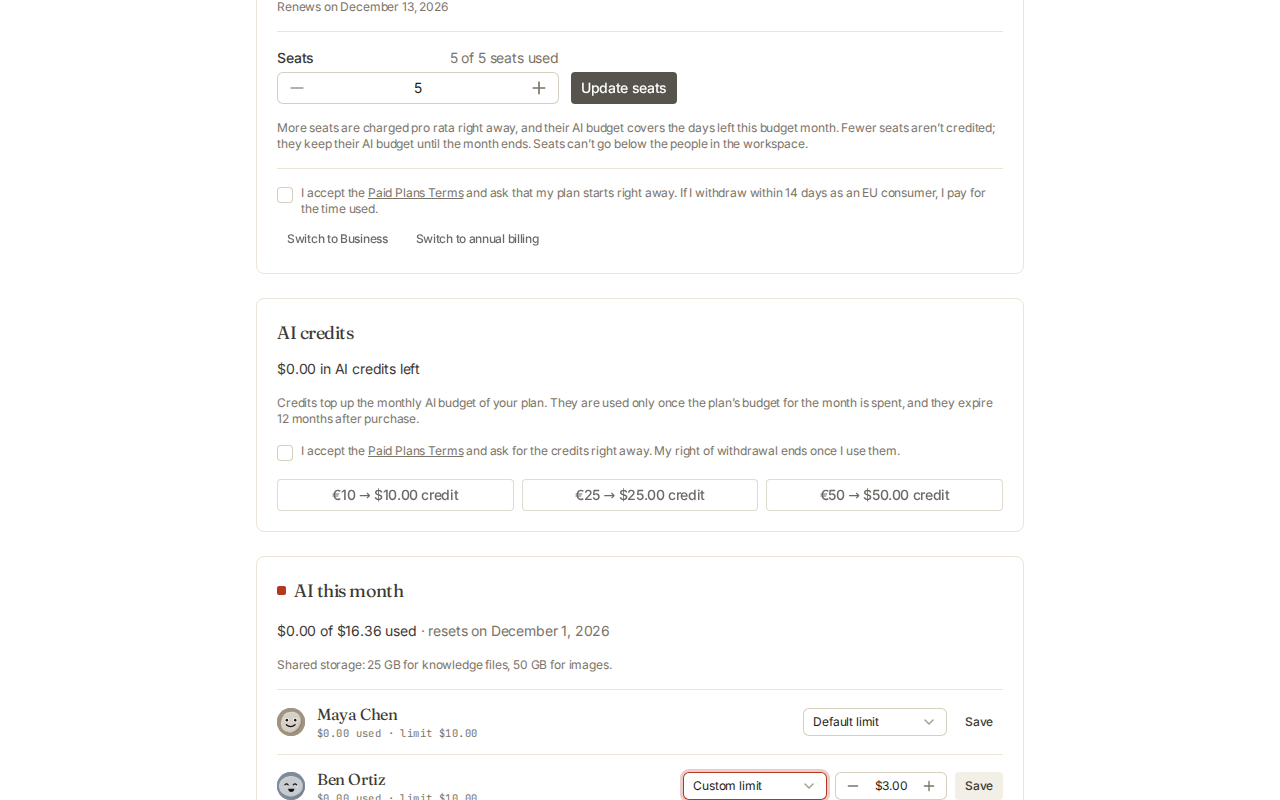 Renews on December 13, 2026
Seats 5 of 5 seats used
5 Update seats
More seats are charged pro rata right away, and their AI budget covers the days left this budget month. Fewer seats aren’t credited;
they keep their AI budget until the month ends. Seats can’t go below the people in the workspace.
I accept the Paid Plans Terms and ask that my plan starts right away. If I withdraw within 14 days as an EU consumer, I pay for
the time used.
Switch to Business Switch to annual billing
AI credits
$0.00 in AI credits left
Credits top up the monthly AI budget of your plan. They are used only once the plan’s budget for the month is spent, and they expire
12 months after purchase.
I accept the Paid Plans Terms and ask for the credits right away. My right of withdrawal ends once I use them.
€10 → $10.00 credit €25 → $25.00 credit €50 → $50.00 credit
AI this month
$0.00 of $16.36 used · resets on December 1, 2026
Shared storage: 25 GB for knowledge files, 50 GB for images.
Maya Chen
$0.00 used · limit $10.00
Default limit Save
Ben Ortiz
$0.00 used · limit $10.00
Custom limit $3.00 Save